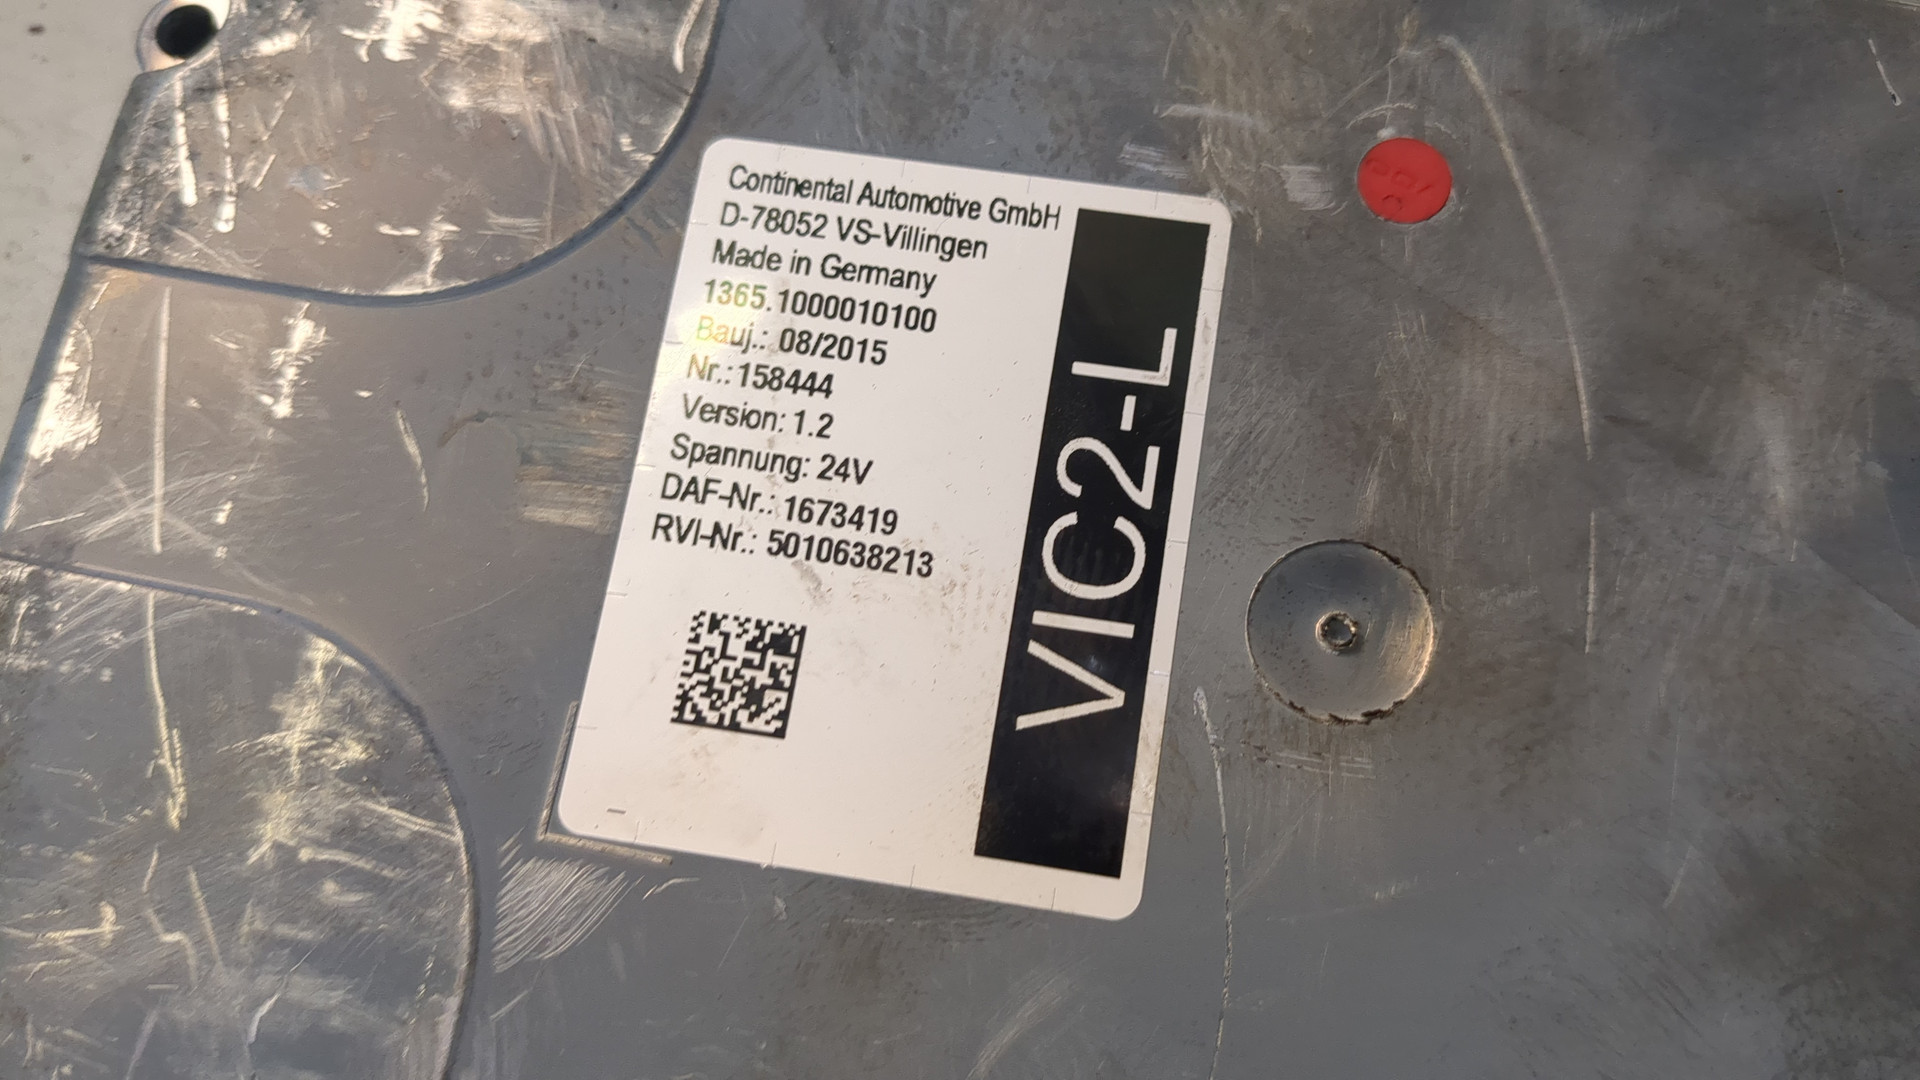 Continental Automotive GmbH
D-78052 VS-Villingen
Made in Germany
1365.1000010100
Bauj.: 08/2015
Nr.:158444
Version: 1.2
Spannung: 24V
DAF-Nr.: 1673419
RVI-Nr.: 5010638213
VIC2-L